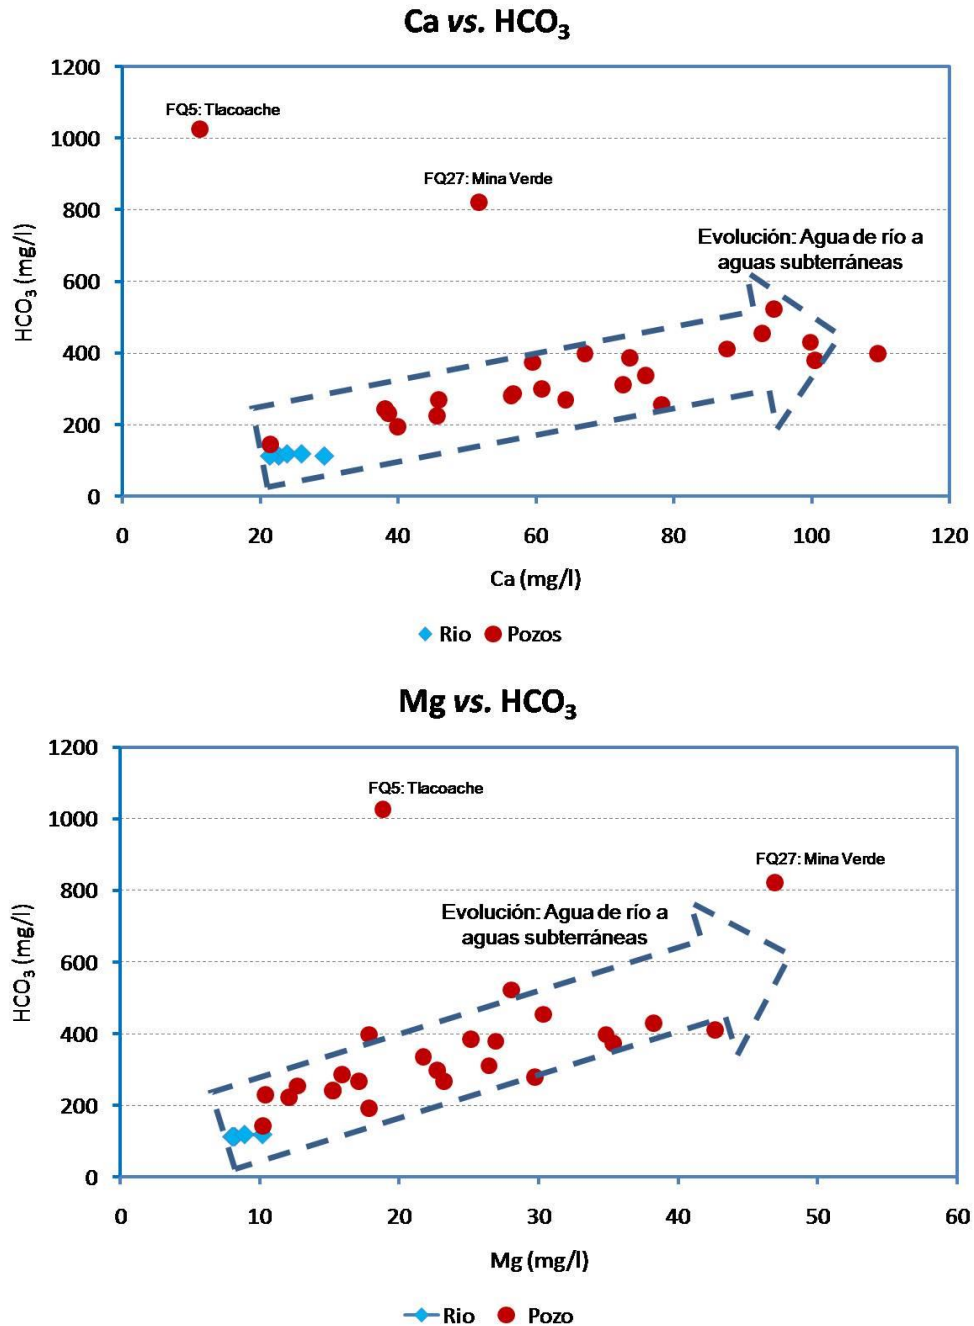 Ca vs. HCO₃
1200
FQ5: Tlacoache
1000
FQ27: Mina Verde
800
Evolución: Agua de río a
aguas subterráneas
600
HCO₃ (mg/l)
400
200
0
0 20 40 60 80 100 120
Ca (mg/l)
Rio Pozos
Mg vs. HCO₃
1200
FQ5: Tlacoache
1000
FQ27: Mina Verde
800
Evolución: Agua de río a
aguas subterráneas
600
HCO₃ (mg/l)
400
200
0
0 10 20 30 40 50 60
Mg (mg/l)
Rio Pozo